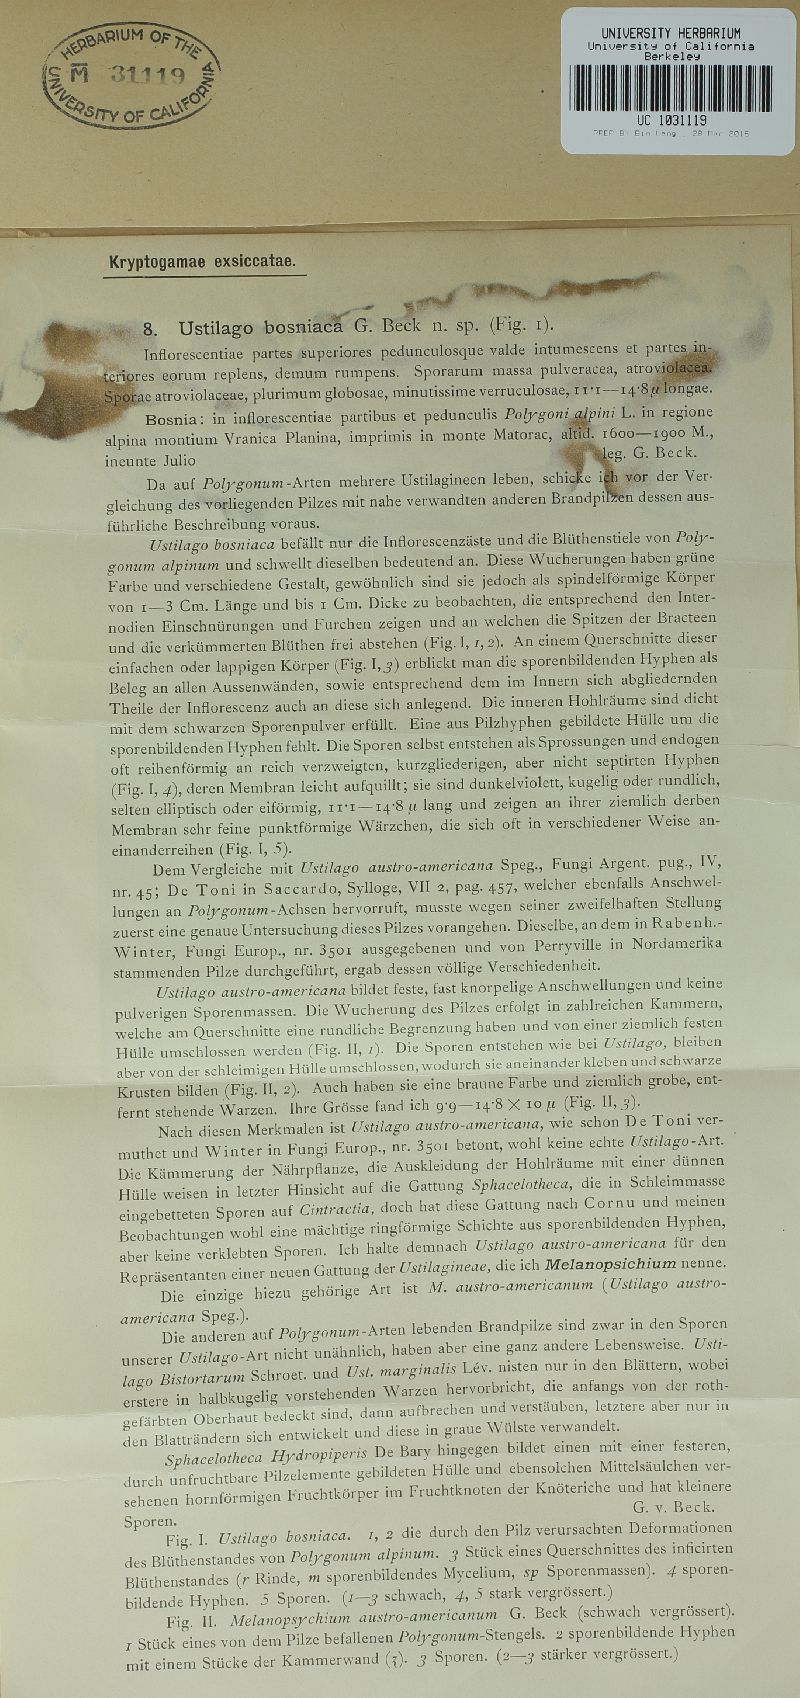 HERBARIUM OF THE
M 31119
UNIVERSITY OF CALIFORNIA
UNIVERSITY HERBARIUM
University of California
Berkeley
UC 1031119
Kryptogamae exsiccatae.
8. Ustilago bosniaca G. Beck n. sp. (Fig. 1).
Inflorescentiae partes superiores pedunculosque valde intumescens et partes in-
teriores eorum replens, demum rumpens. Sporarum massa pulveracea, atroviolacea.
Sporae atroviolaceae, plurimum globosae, minutissime verruculosae, 11·1—14·8 µ longae.
Bosnia: in inflorescentiae partibus et pedunculis Polygoni alpini L. in regione
alpina montium Vranica Planina, imprimis in monte Matorac, altid. 1600—1900 M.,
ineunte Julio leg. G. Beck.
Da auf Polygonum-Arten mehrere Ustilagineen leben, schicke ich vor der Ver-
gleichung des vorliegenden Pilzes mit nahe verwandten anderen Brandpilzen dessen aus-
führliche Beschreibung voraus.
Ustilago bosniaca befällt nur die Inflorescenzäste und die Blüthenstiele von Poly-
gonum alpinum und schwellt dieselben bedeutend an. Diese Wucherungen haben grüne
Farbe und verschiedene Gestalt, gewöhnlich sind sie jedoch als spindelförmige Körper
von 1—3 Cm. Länge und bis 1 Cm. Dicke zu beobachten, die entsprechend den Inter-
nodien Einschnürungen und Furchen zeigen und an welchen die Spitzen der Bracteen
und die verkümmerten Blüthen frei abstehen (Fig. I, 1, 2). An einem Querschnitte dieser
einfachen oder lappigen Körper (Fig. I, 3) erblickt man die sporenbildenden Hyphen als
Beleg an allen Aussenwänden, sowie entsprechend dem im Innern sich abgliedernden
Theile der Inflorescenz auch an diese sich anlegend. Die inneren Hohlräume sind dicht
mit dem schwarzen Sporenpulver erfüllt. Eine aus Pilzhyphen gebildete Hülle um die
sporenbildenden Hyphen fehlt. Die Sporen selbst entstehen als Sprossungen und endogen
oft reihenförmig an reich verzweigten, kurzgliederigen, aber nicht septirten Hyphen
(Fig. I, 4), deren Membran leicht aufquillt; sie sind dunkelviolett, kugelig oder rundlich,
selten elliptisch oder eiförmig, 11·1—14·8 µ lang und zeigen an ihrer ziemlich derben
Membran sehr feine punktförmige Wärzchen, die sich oft in verschiedener Weise an-
einanderreihen (Fig. I, 5).
Dem Vergleiche mit Ustilago austro-americana Speg., Fungi Argent. pug., IV,
nr. 45; De Toni in Saccardo, Sylloge, VII 2, pag. 457, welcher ebenfalls Anschwel-
lungen an Polygonum-Achsen hervorruft, musste wegen seiner zweifelhaften Stellung
zuerst eine genaue Untersuchung dieses Pilzes vorangehen. Dieselbe, an dem in Rabenh.-
Winter, Fungi Europ., nr. 3501 ausgegebenen und von Perryville in Nordamerika
stammenden Pilze durchgeführt, ergab dessen völlige Verschiedenheit.
Ustilago austro-americana bildet feste, fast knorpelige Anschwellungen und keine
pulverigen Sporenmassen. Die Wucherung des Pilzes erfolgt in zahlreichen Kammern,
welche am Querschnitte eine rundliche Begrenzung haben und von einer ziemlich festen
Hülle umschlossen werden (Fig. II, 1). Die Sporen entstehen wie bei Ustilago, bleiben
aber von der schleimigen Hülle umschlossen, wodurch sie aneinander kleben und schwarze
Krusten bilden (Fig. II, 2). Auch haben sie eine braune Farbe und ziemlich grobe, ent-
fernt stehende Warzen. Ihre Grösse fand ich 9·9—14·8 × 10 µ (Fig. II, 3).
Nach diesen Merkmalen ist Ustilago austro-americana, wie schon De Toni ver-
muthet und Winter in Fungi Europ., nr. 3501 betont, wohl keine echte Ustilago-Art.
Die Kämmerung der Nährpflanze, die Auskleidung der Hohlräume mit einer dünnen
Hülle weisen in letzter Hinsicht auf die Gattung Sphacelotheca, die in Schleimmasse
eingebetteten Sporen auf Cintractia, doch hat diese Gattung nach Cornu und meinen
Beobachtungen wohl eine mächtige ringförmige Schichte aus sporenbildenden Hyphen,
aber keine verklebten Sporen. Ich halte demnach Ustilago austro-americana für den
Repräsentanten einer neuen Gattung der Ustilagineae, die ich Melanopsichium nenne.
Die einzige hiezu gehörige Art ist M. austro-americanum (Ustilago austro-
americana Speg.).
Die anderen auf Polygonum-Arten lebenden Brandpilze sind zwar in den Sporen
unserer Ustilago-Art nicht unähnlich, haben aber eine ganz andere Lebensweise. Usti-
lago Bistortarum Schroet. und Ust. marginalis Lév. nisten nur in den Blättern, wobei
erstere in halbkugelig vorstehenden Warzen hervorbricht, die anfangs von der roth-
gefärbten Oberhaut bedeckt sind, dann aufbrechen und verstäuben, letztere aber nur in
den Blatträndern sich entwickelt und diese in graue Wülste verwandelt.
Sphacelotheca Hydropiperis De Bary hingegen bildet einen mit einer festeren,
durch unfruchtbare Pilzelemente gebildeten Hülle und ebensolchen Mittelsäulchen ver-
sehenen hornförmigen Fruchtkörper im Fruchtknoten der Knöteriche und hat kleinere
Sporen. G. v. Beck.
Fig. I. Ustilago bosniaca. 1, 2 die durch den Pilz verursachten Deformationen
des Blüthenstandes von Polygonum alpinum. 3 Stück eines Querschnittes des inficirten
Blüthenstandes (r Rinde, m sporenbildendes Mycelium, sp Sporenmassen). 4 sporen-
bildende Hyphen. 5 Sporen. (1—3 schwach, 4, 5 stark vergrössert.)
Fig. II. Melanopsychium austro-americanum G. Beck (schwach vergrössert).
1 Stück eines von dem Pilze befallenen Polygonum-Stengels. 2 sporenbildende Hyphen
mit einem Stücke der Kammerwand. 3 Sporen. (2—3 stärker vergrössert.)